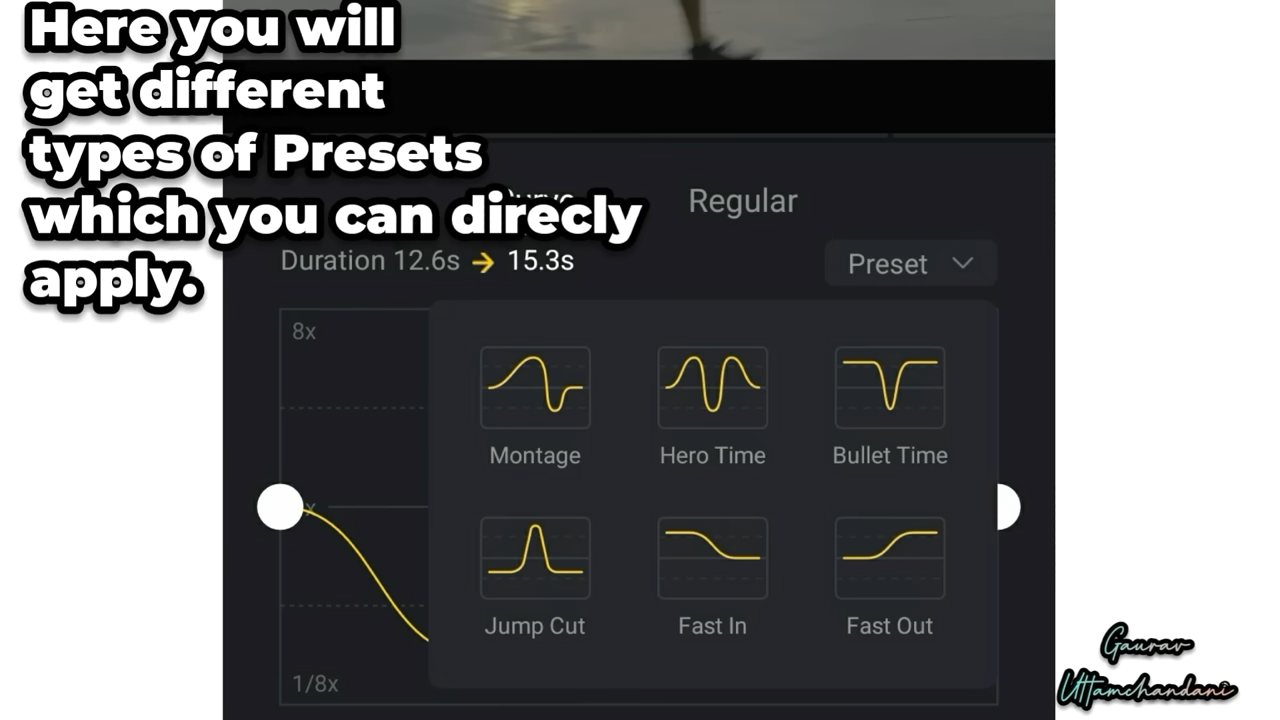 Here you will
get different
types of Presets
which you can direcly
apply.
Regular
Duration 12.6s → 15.3s
Preset
8x
Montage
Hero Time
Bullet Time
Jump Cut
Fast In
Fast Out
1/8x
Gaurav
Uttamchandani